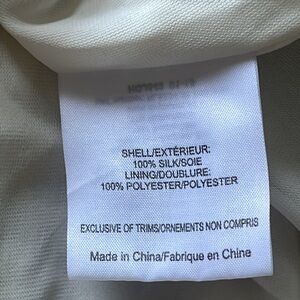 SHELL/EXTÉRIEUR:
100% SILK/SOIE
LINING/DOUBLURE:
100% POLYESTER/POLYESTER
EXCLUSIVE OF TRIMS/ORNEMENTS NON COMPRIS
Made in China/Fabrique en Chine